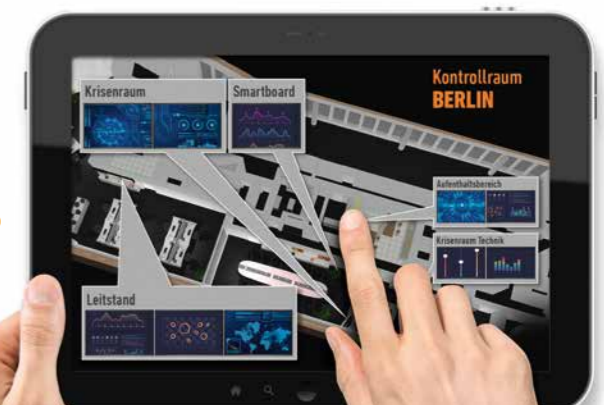 Krisenraum
Smartboard
Kontrollraum
BERLIN
Aufenthaltsbereich
Krisenraum Technik
Leitstand